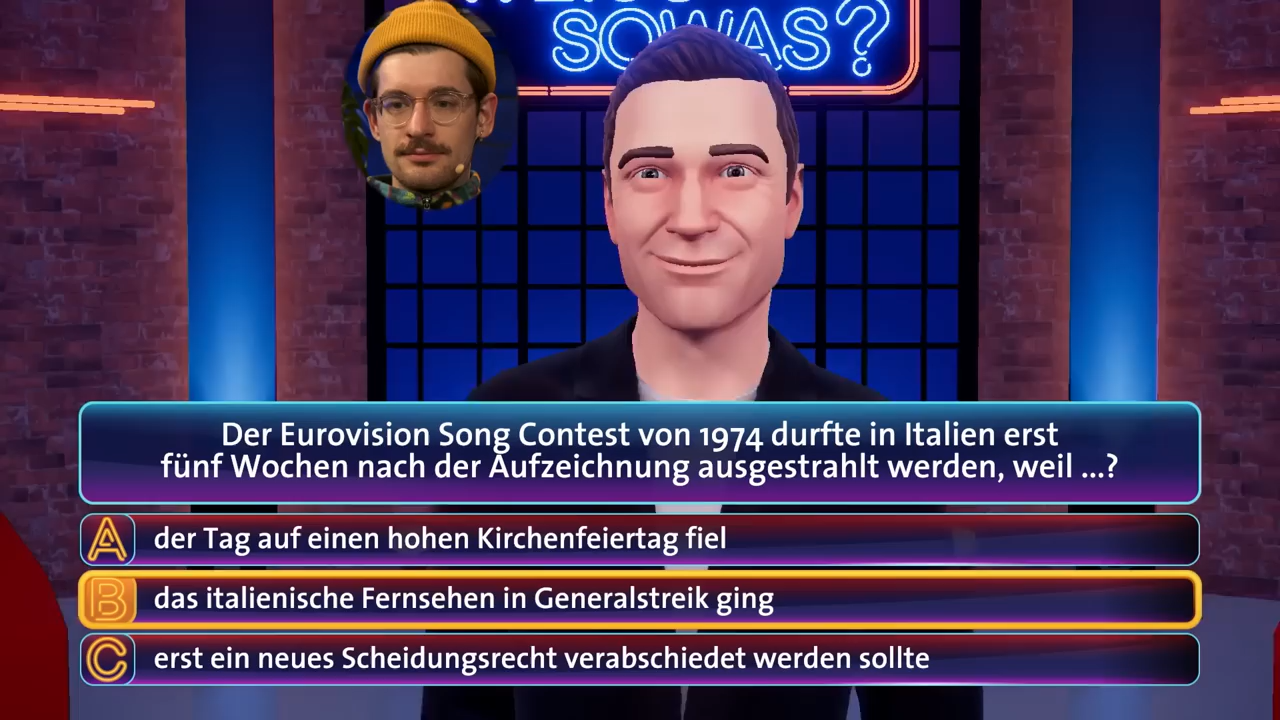 SOWAS?
Der Eurovision Song Contest von 1974 durfte in Italien erst
fünf Wochen nach der Aufzeichnung ausgestrahlt werden, weil ...?
A der Tag auf einen hohen Kirchenfeiertag fiel
B das italienische Fernsehen in Generalstreik ging
C erst ein neues Scheidungsrecht verabschiedet werden sollte